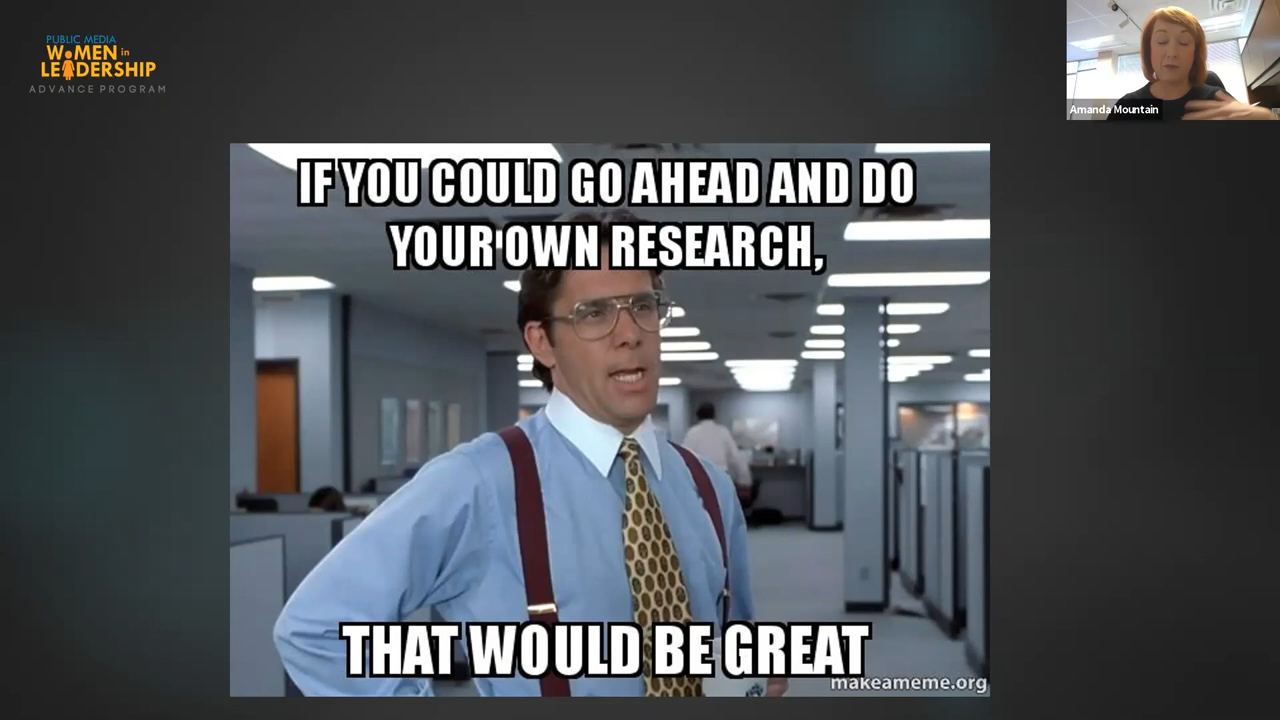 PUBLIC MEDIA
WOMEN in
LEADERSHIP
ADVANCE PROGRAM
Amanda Mountain
IF YOU COULD GO AHEAD AND DO
YOUR OWN RESEARCH,
THAT WOULD BE GREAT
makeameme.org